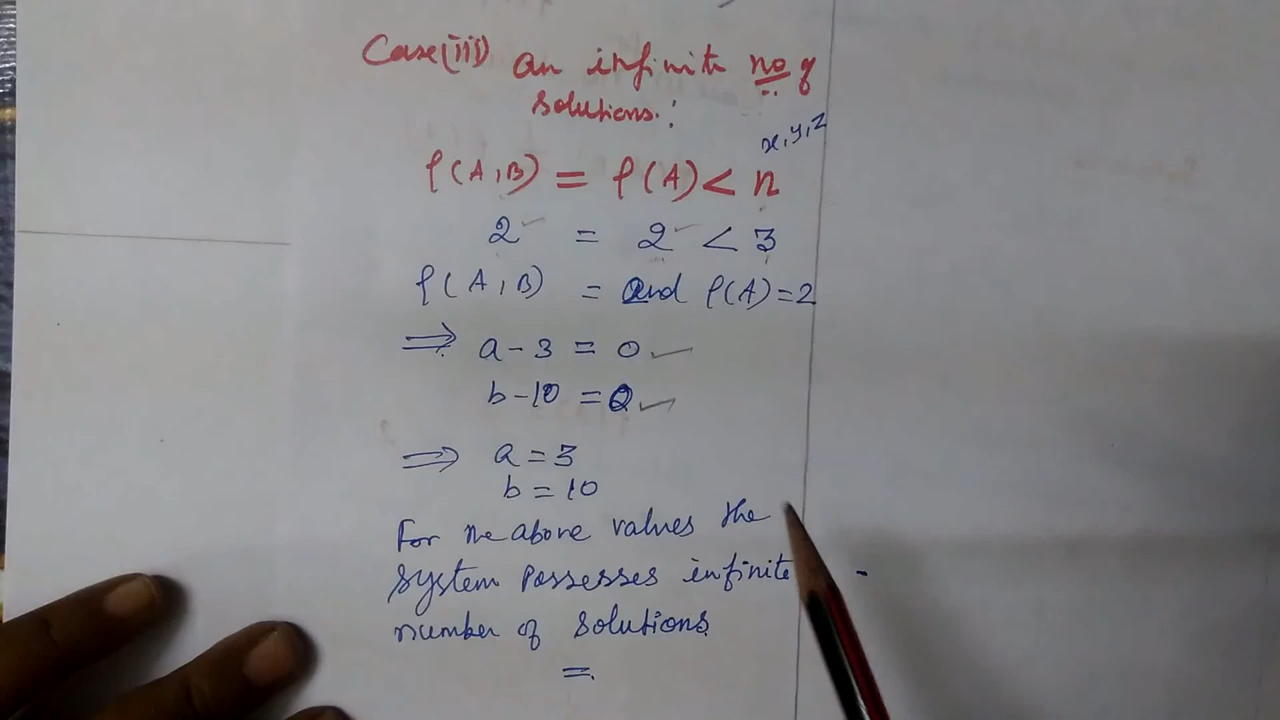 Case(iii) an infinite no of
solutions.:
x,y,z
ρ(A,B) = ρ(A) < n
2 = 2 < 3
ρ(A,B) = and ρ(A)=2
⇒ a-3 = 0
b-10 = 0
⇒ a=3
b=10
For the above values the
system possesses infinite -
number of solutions.
=.